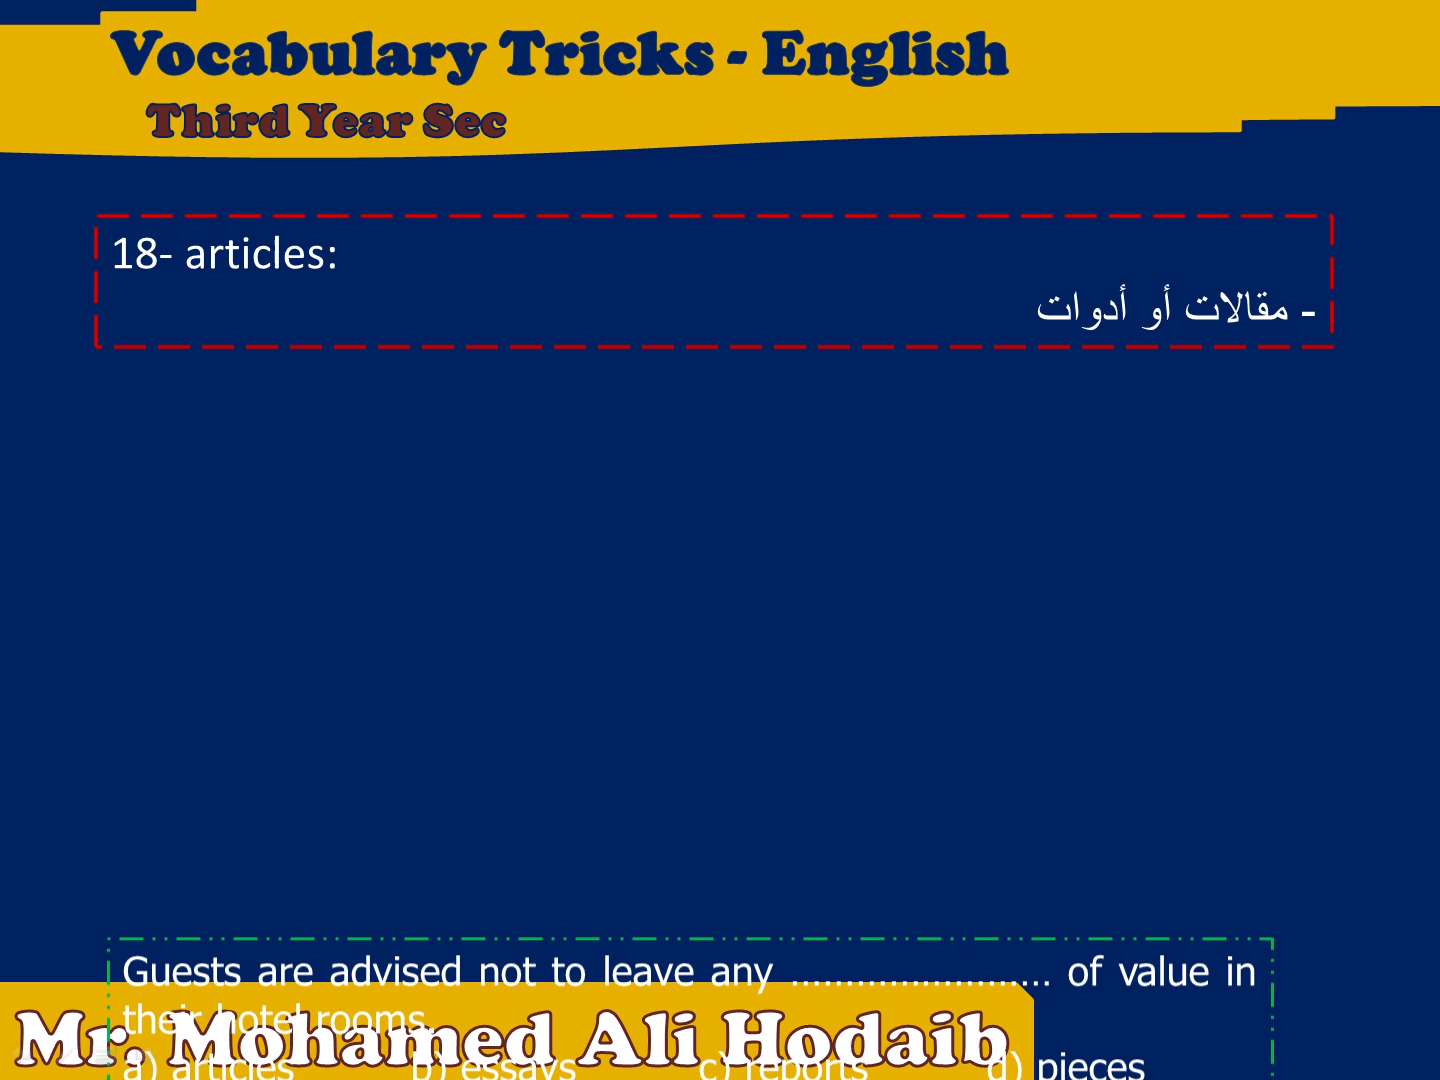 Vocabulary Tricks - English
Third Year Sec
18- articles:
- مقالات أو أدوات
Guests are advised not to leave any ........................ of value in
their hotel rooms.
a) articles b) essays c) reports d) pieces
Mr. Mohamed Ali Hodaib